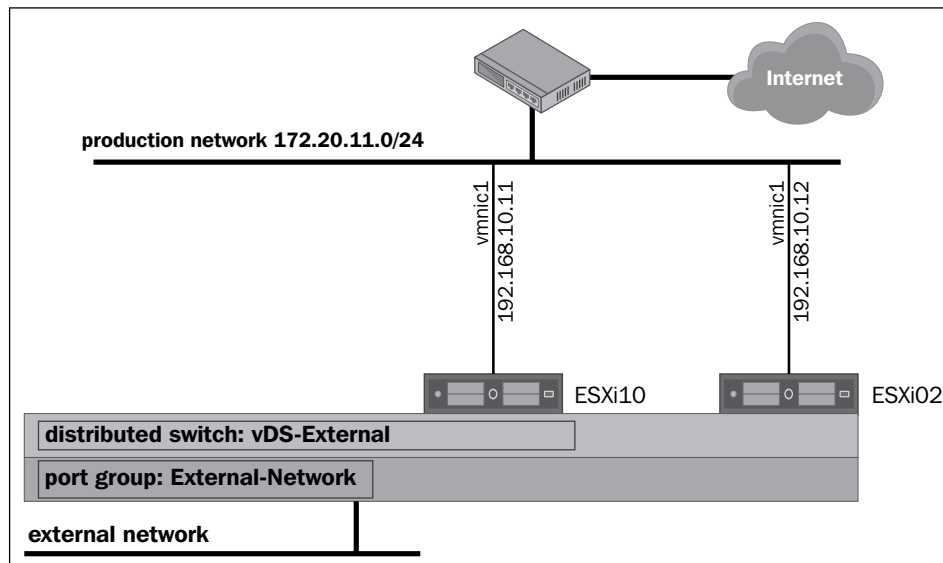 Internet
production network 172.20.11.0/24
vmnic1
192.168.10.11
vmnic1
192.168.10.12
ESXi10
ESXi02
distributed switch: vDS-External
port group: External-Network
external network